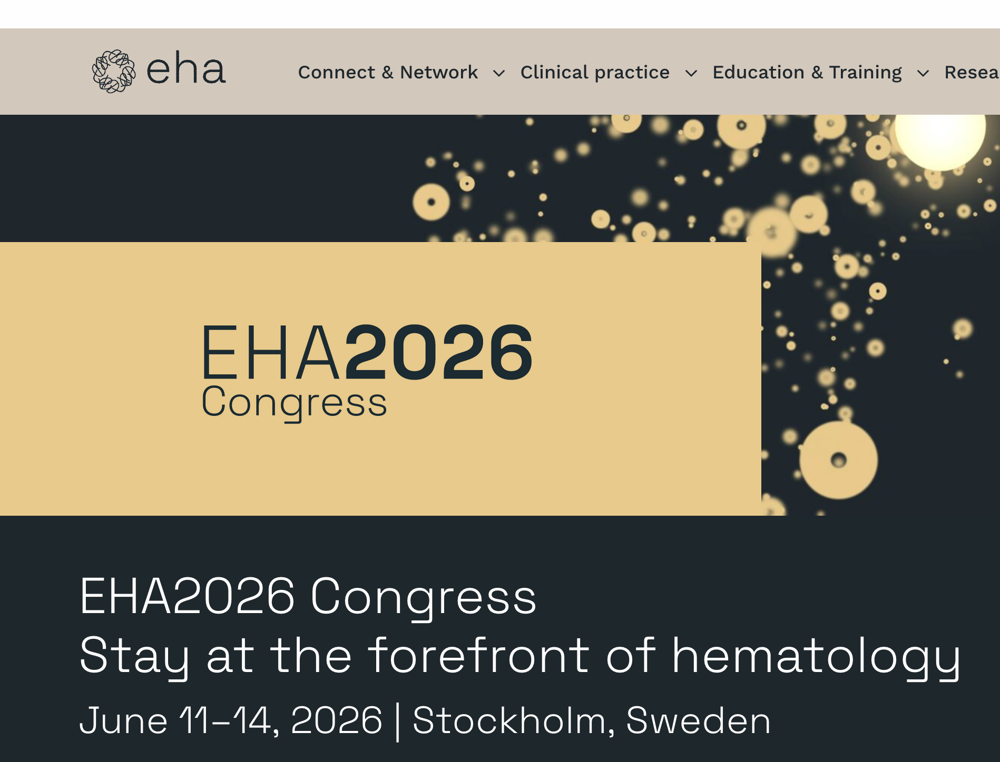 eha
Connect & Network Clinical practice Education & Training
EHA2026
Congress
EHA2026 Congress
Stay at the forefront of hematology
June 11–14, 2026 | Stockholm, Sweden